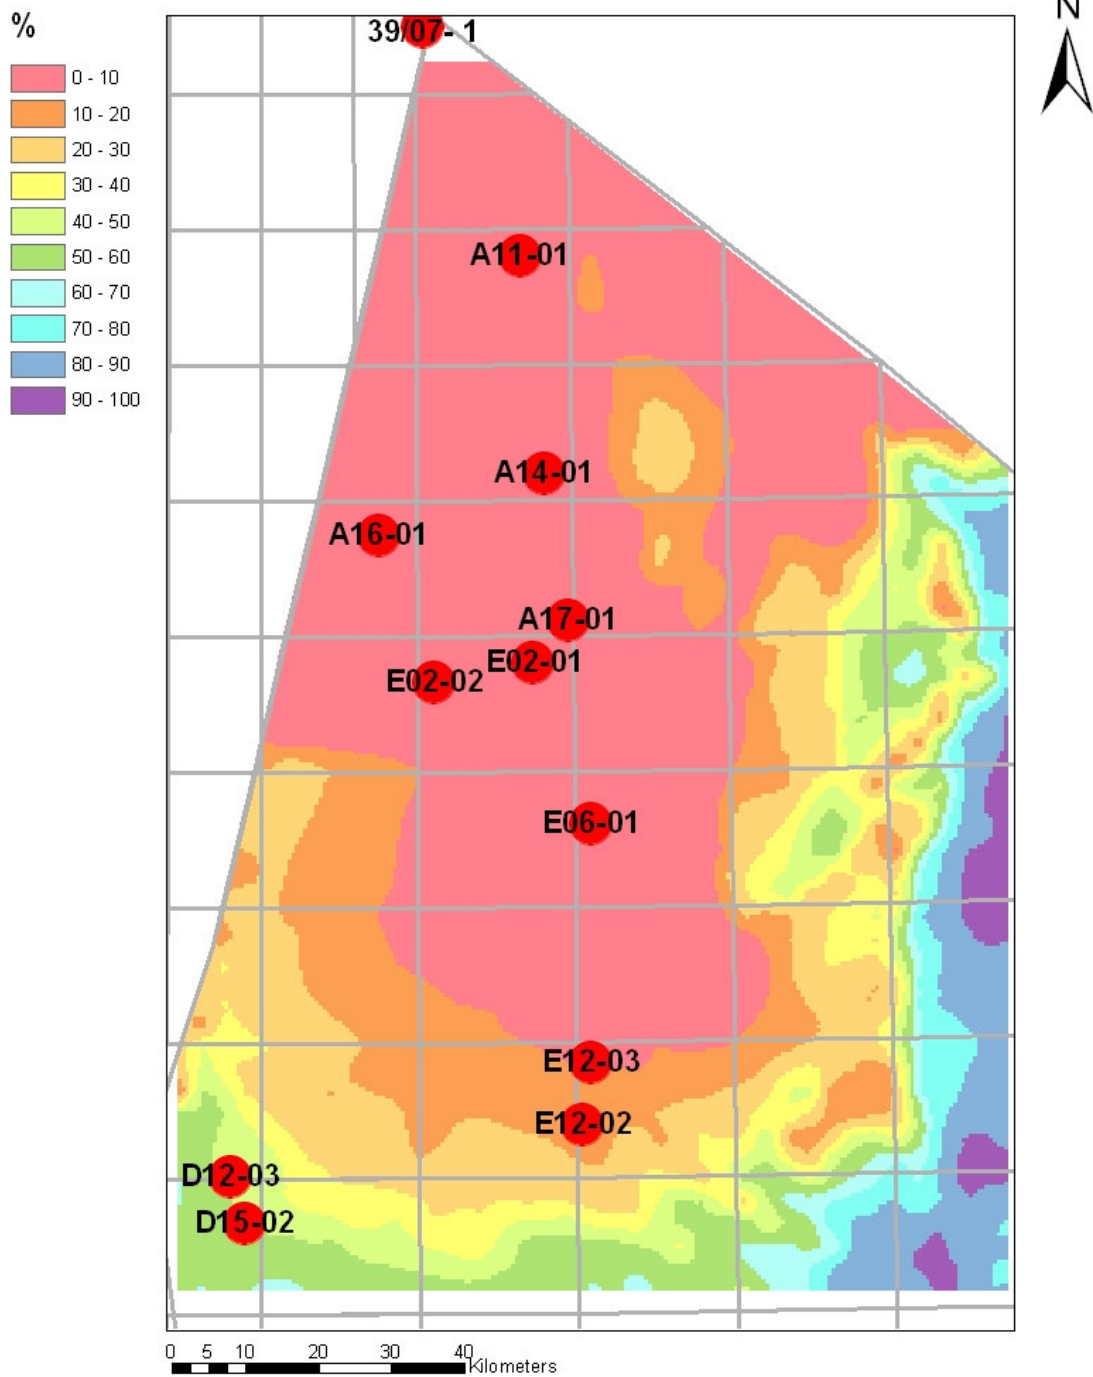 N
%
0 - 10
10 - 20
20 - 30
30 - 40
40 - 50
50 - 60
60 - 70
70 - 80
80 - 90
90 - 100
39/07- 1
A11-01
A14-01
A16-01
A17-01
E02-01
E02-02
E06-01
E12-03
E12-02
D12-03
D15-02
0 5 10 20 30 40
Kilometers